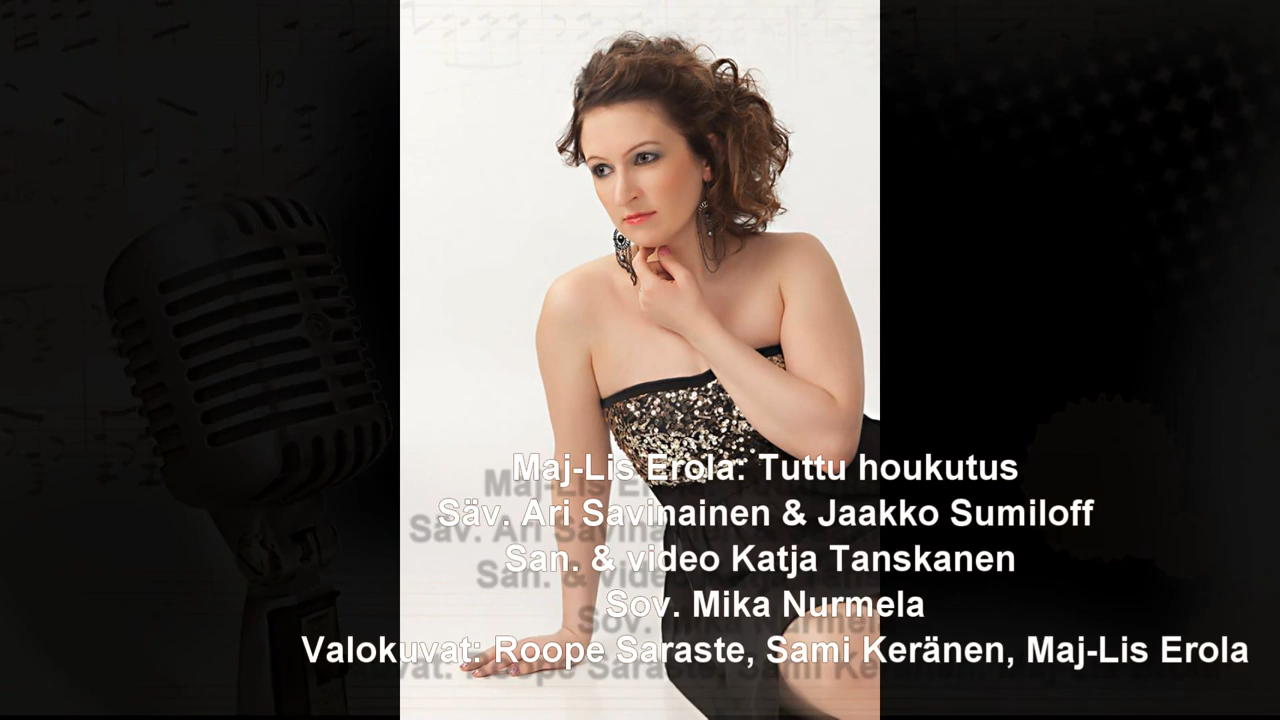 Maj-Lis Erola: Tuttu houkutus
Säv. Ari Savinainen & Jaakko Sumiloff
San. & video Katja Tanskanen
Sov. Mika Nurmela
Valokuvat: Roope Saraste, Sami Keränen, Maj-Lis Erola